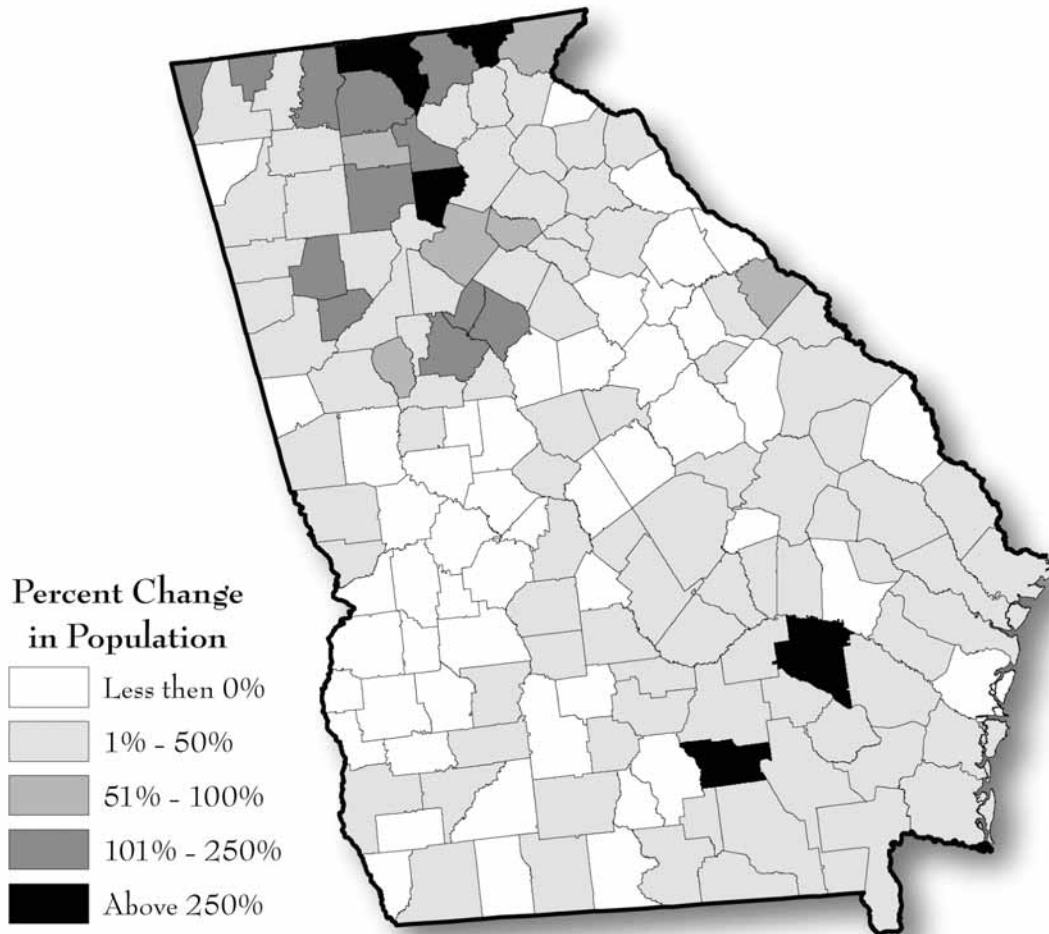 Percent Change
in Population
Less then 0%
1% - 50%
51% - 100%
101% - 250%
Above 250%